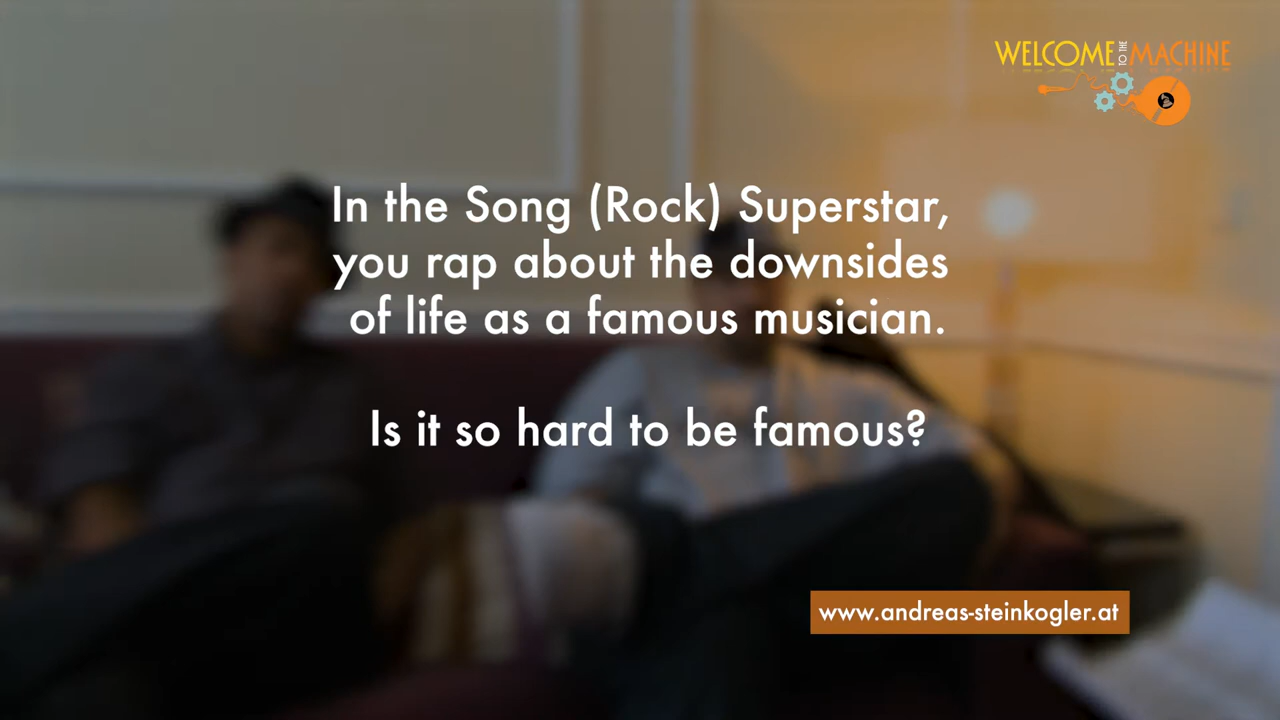 WELCOME TO THE MACHINE
In the Song (Rock) Superstar,
you rap about the downsides
of life as a famous musician.
Is it so hard to be famous?
www.andreas-steinkogler.at